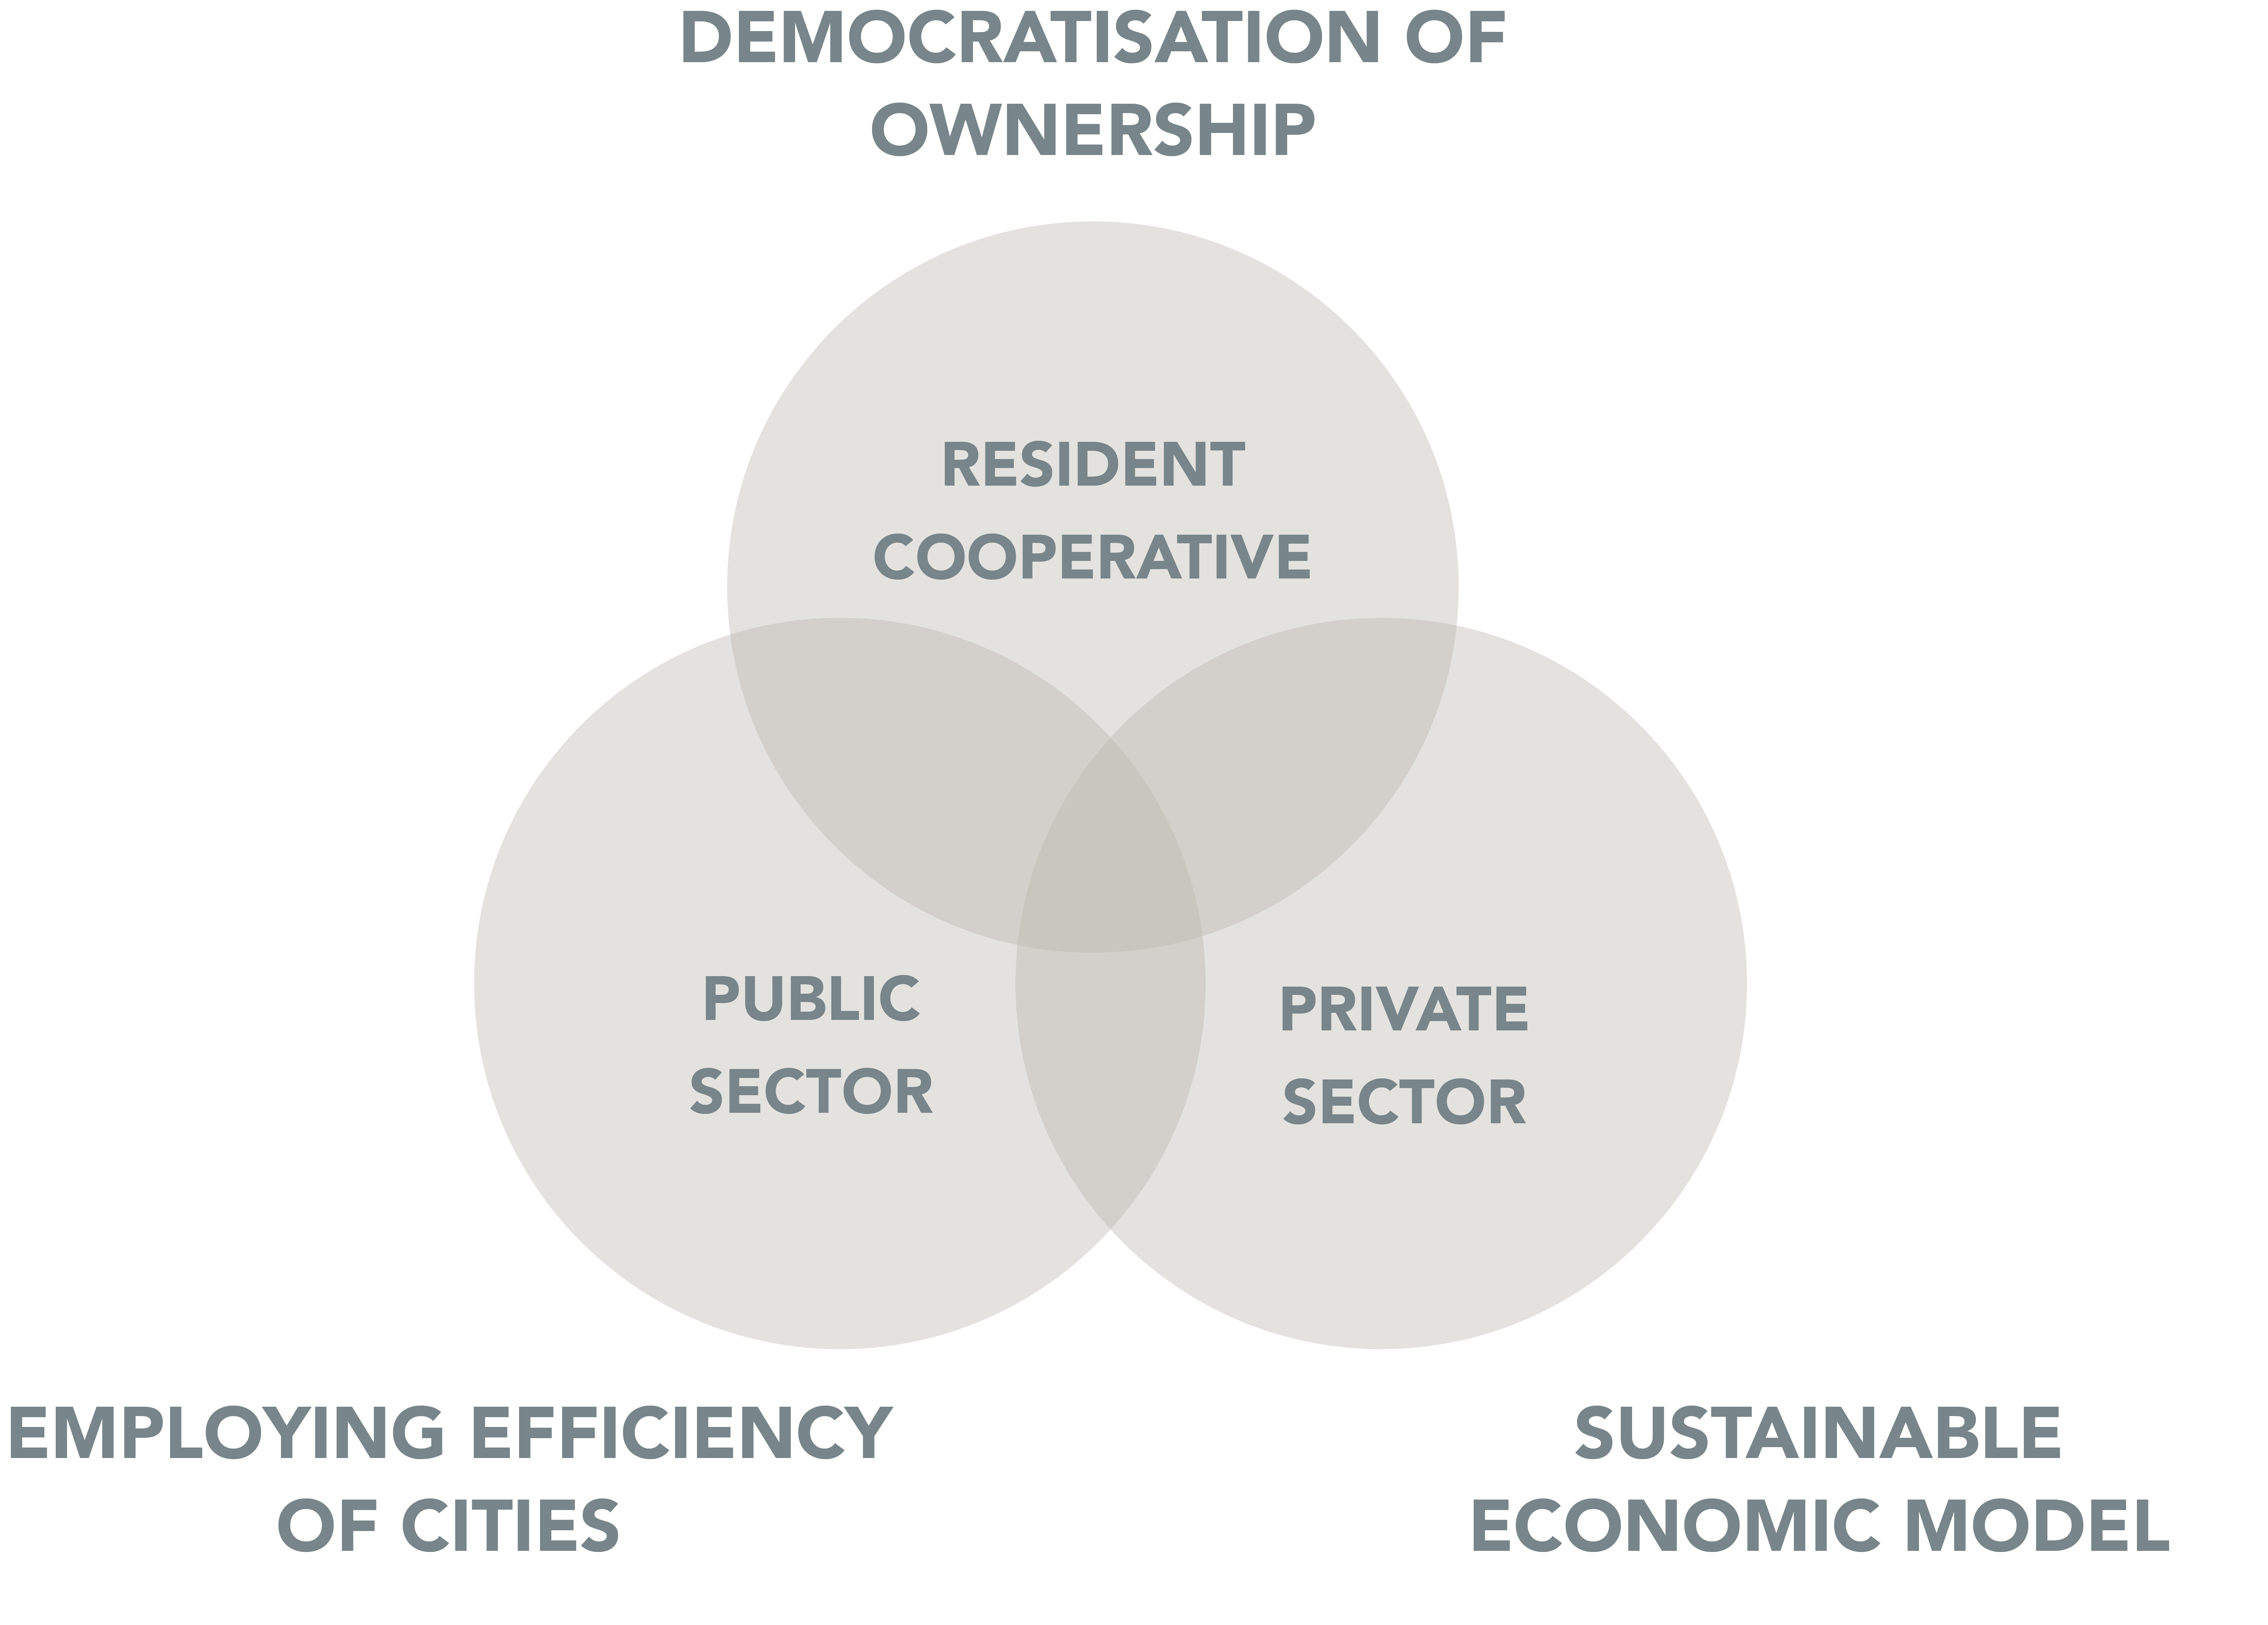 DEMOCRATISATION OF
OWNERSHIP
RESIDENT
COOPERATIVE
PUBLIC
SECTOR
PRIVATE
SECTOR
EMPLOYING EFFICIENCY
OF CITIES
SUSTAINABLE
ECONOMIC MODEL